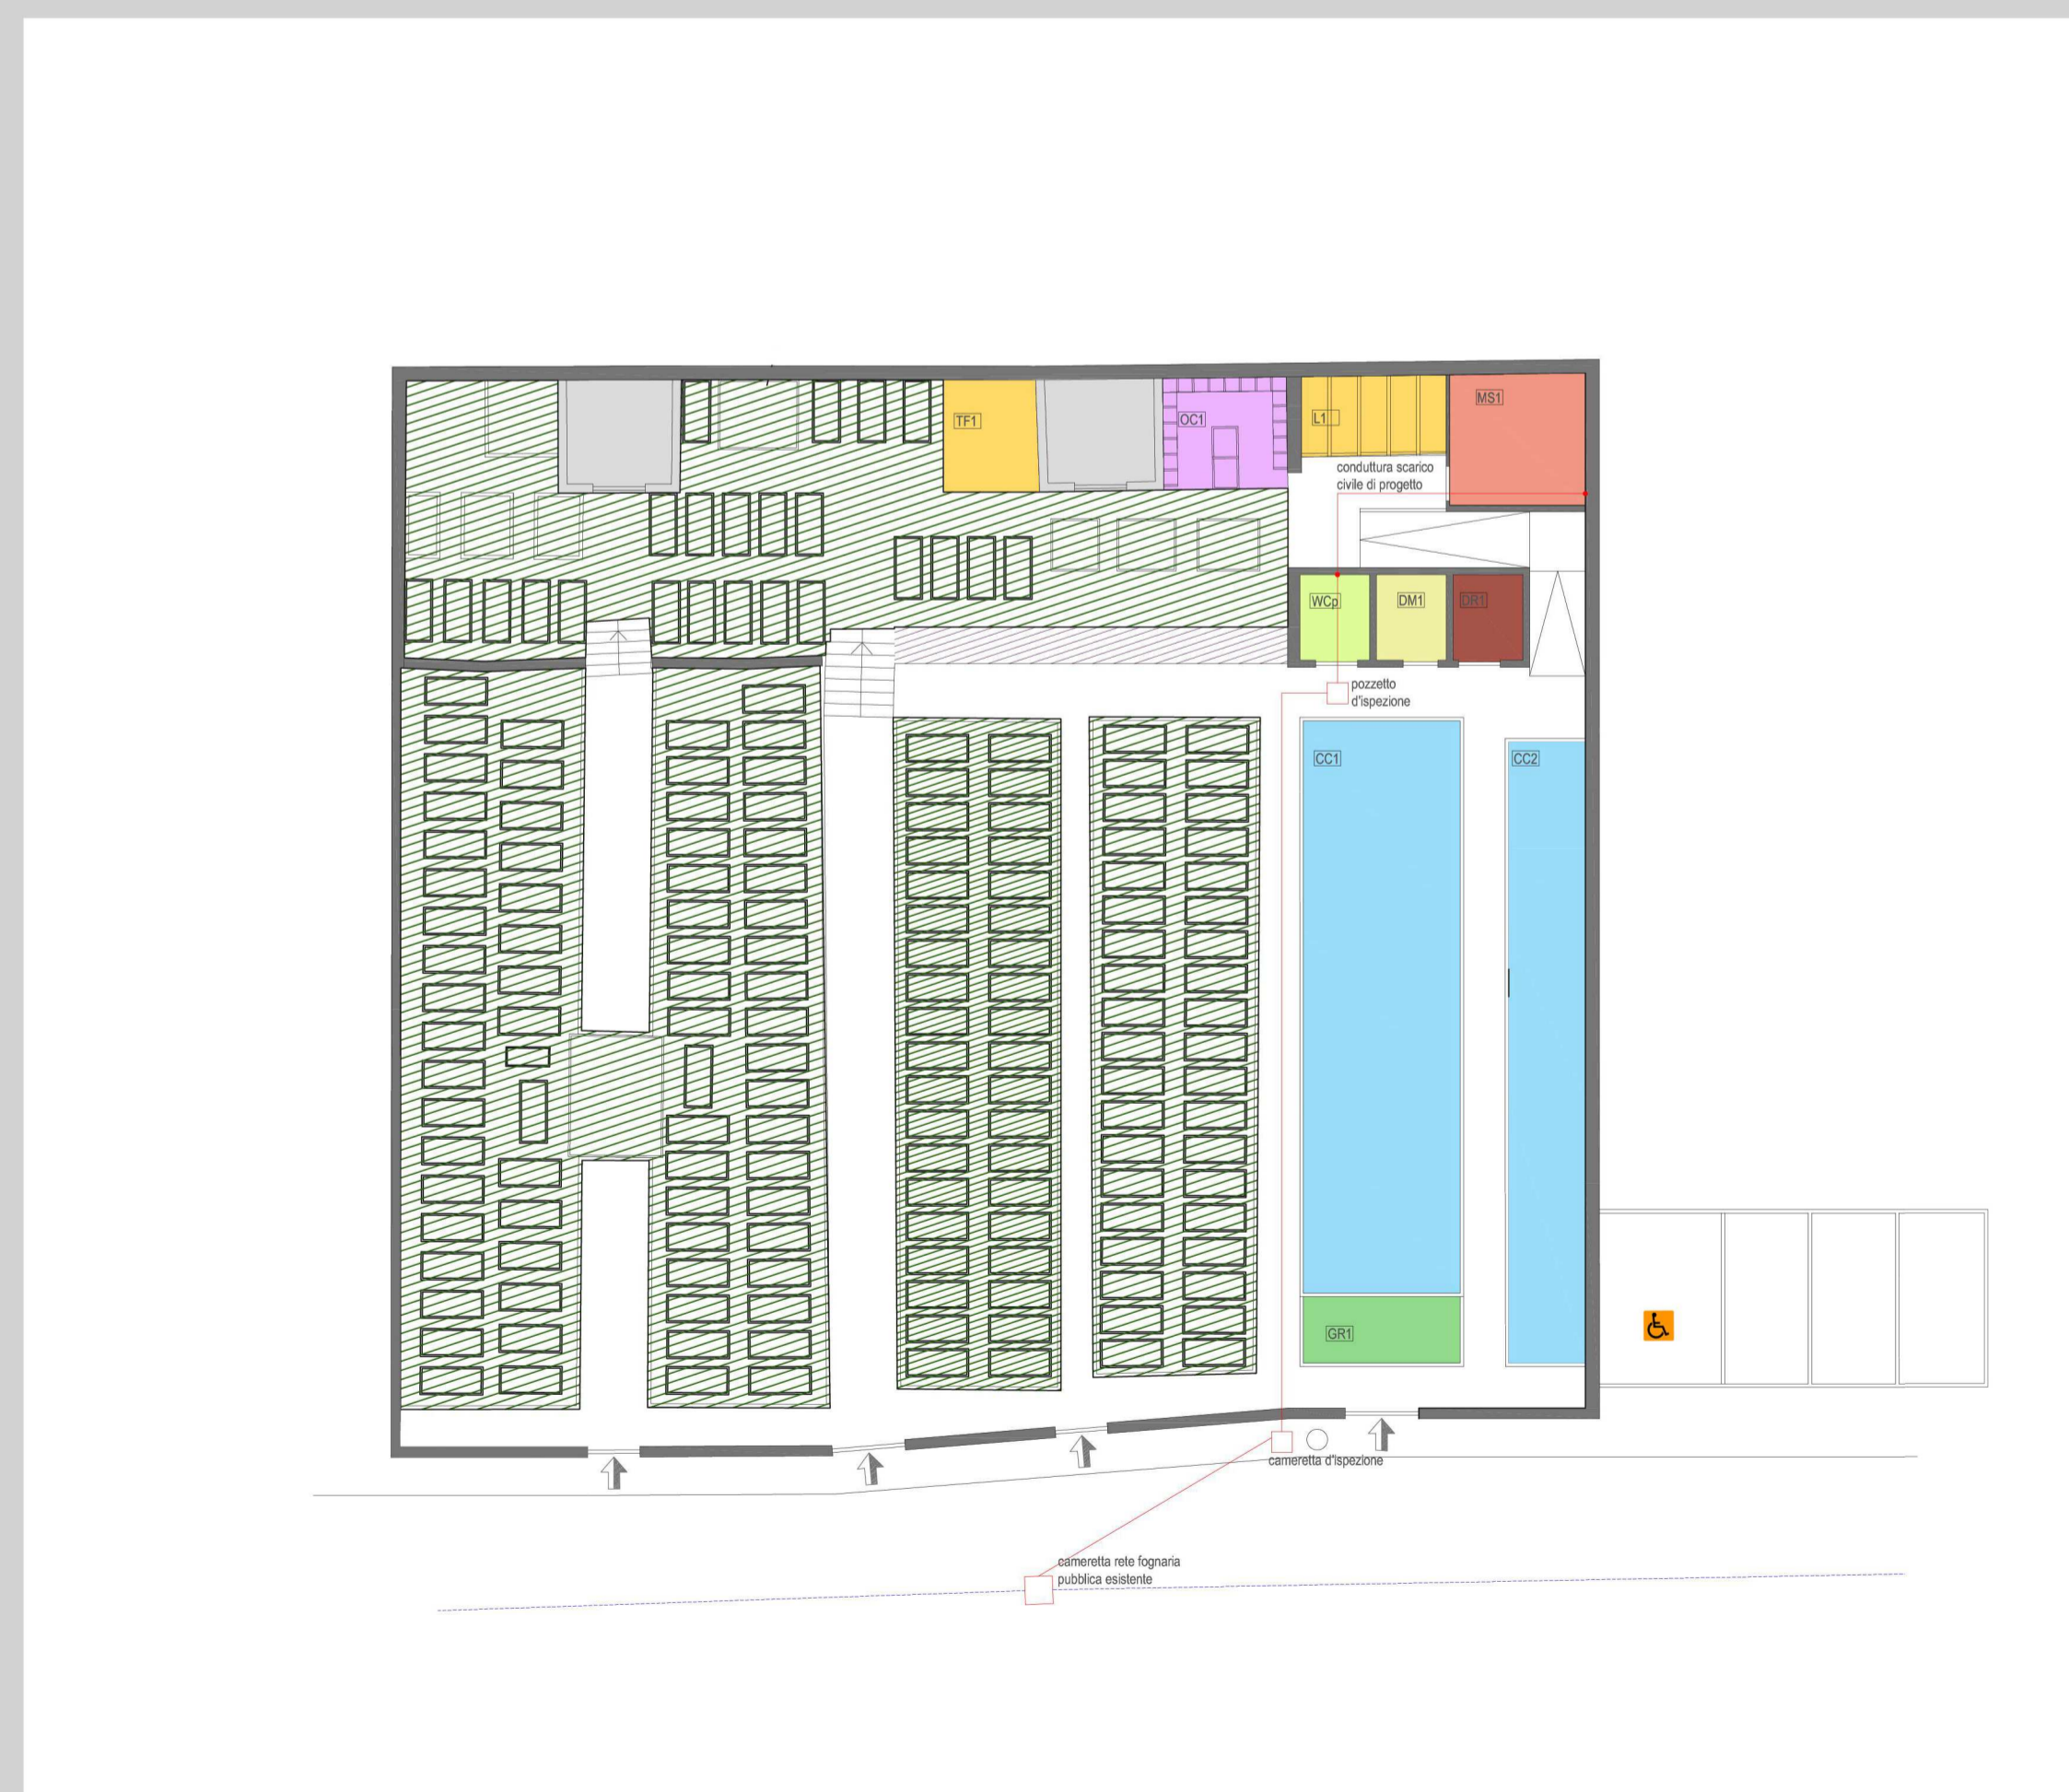 MS1
TF1
OC1
L1
conduttura scarico
civile di progetto
WCp
DM1
DR1
pozzetto
d'ispezione
CC1
CC2
GR1
cameretta d'ispezione
cameretta rete fognaria
pubblica esistente